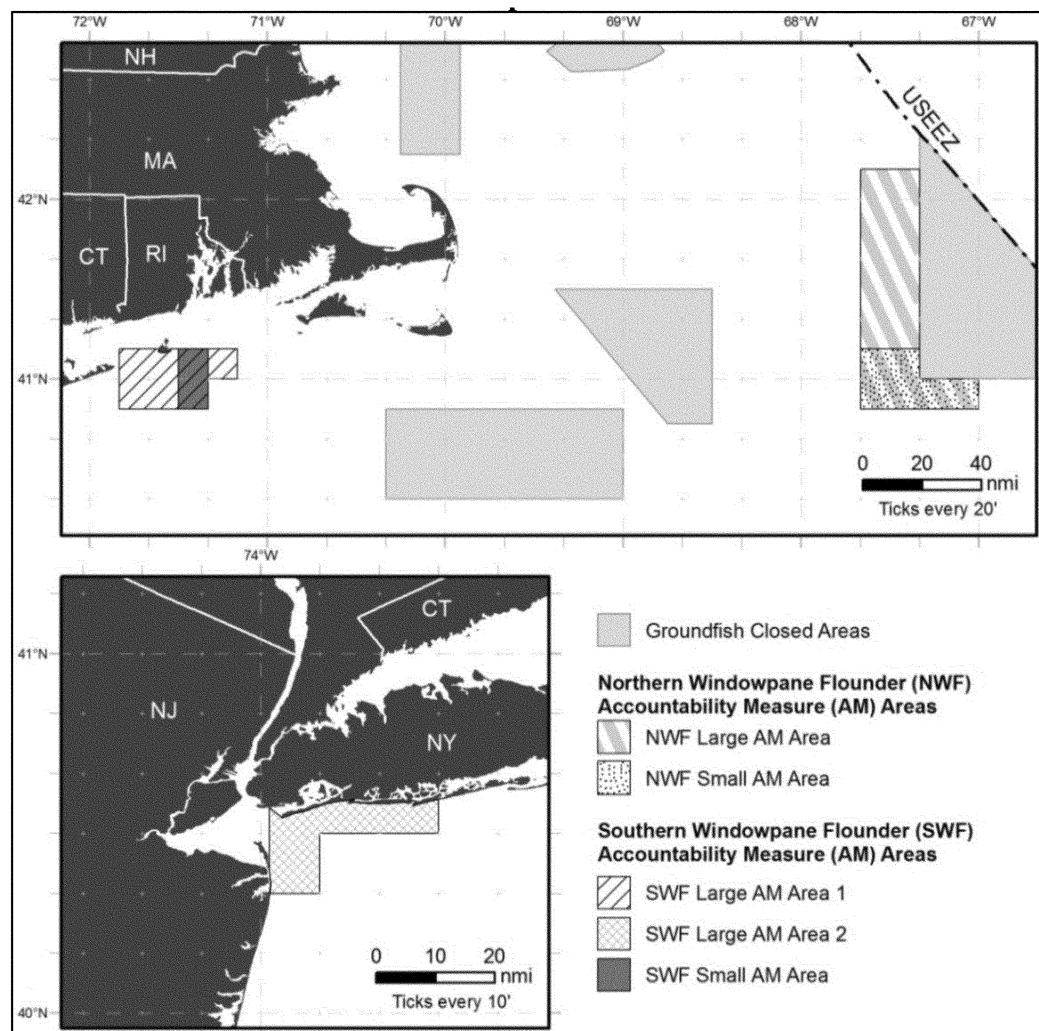 72°W 71°W 70°W 69°W 68°W 67°W
NH
USEEZ
MA
42°N
CT RI
41°N
0 20 40 nmi
Ticks every 20'
74°W
CT
41°N
NJ
NY
0 10 20 nmi
Ticks every 10'
40°N
Groundfish Closed Areas
Northern Windowpane Flounder (NWF)
Accountability Measure (AM) Areas
NWF Large AM Area
NWF Small AM Area
Southern Windowpane Flounder (SWF)
Accountability Measure (AM) Areas
SWF Large AM Area 1
SWF Large AM Area 2
SWF Small AM Area